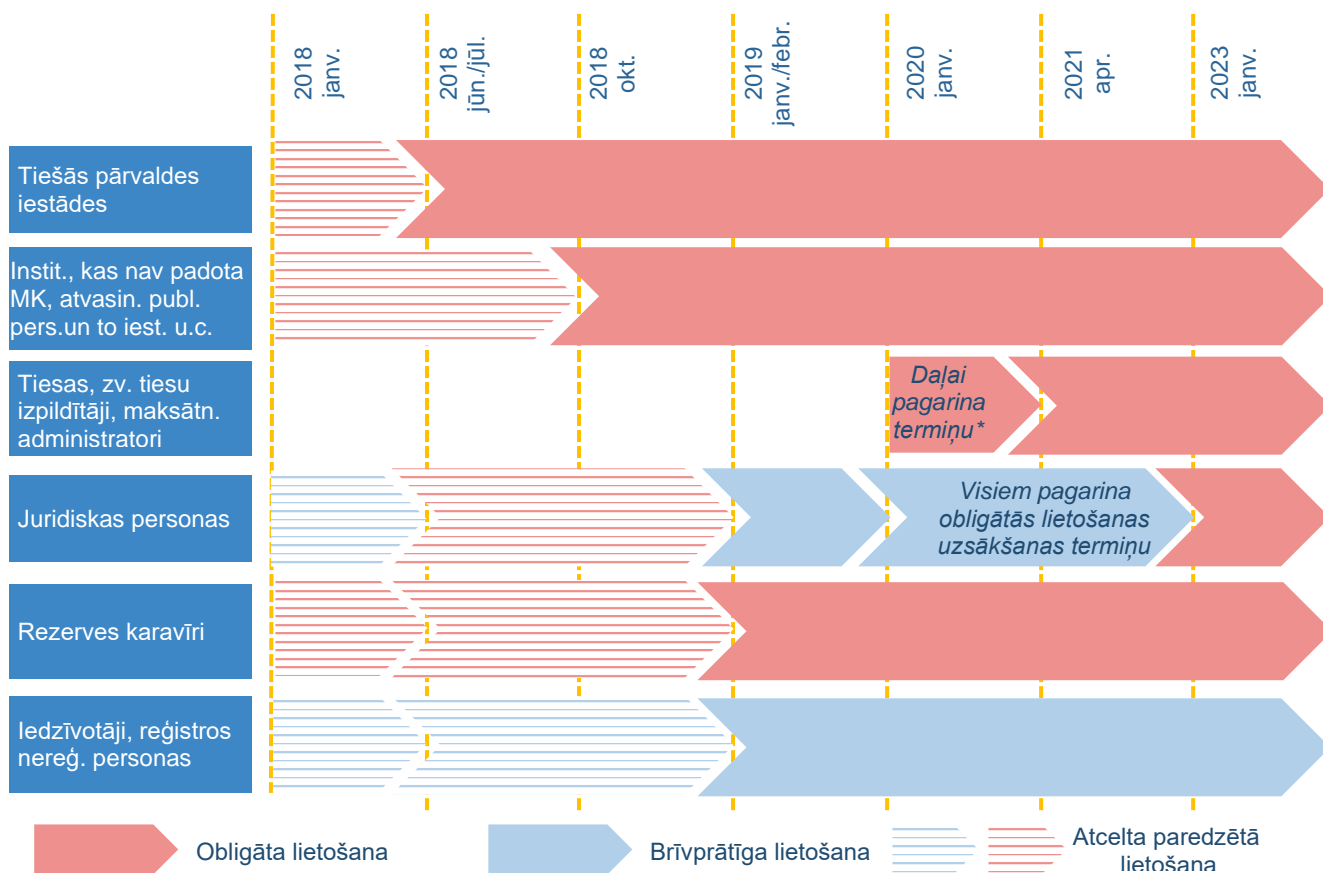 2018
janv.
2018
jūn./jūl.
2018
okt.
2019
janv./febr.
2020
janv.
2021
apr.
2023
janv.
Tiešās pārvaldes
iestādes
Instit., kas nav padota
MK, atvasin. publ.
pers.un to iest. u.c.
Tiesas, zv. tiesu
izpildītāji, maksātn.
administratori
Daļai
pagarina
termiņu*
Juridiskas personas
Visiem pagarina
obligātās lietošanas
uzsākšanas termiņu
Rezerves karavīri
Iedzīvotāji, reģistros
nereģ. personas
Obligāta lietošana
Brīvprātīga lietošana
Atcelta paredzētā
lietošana